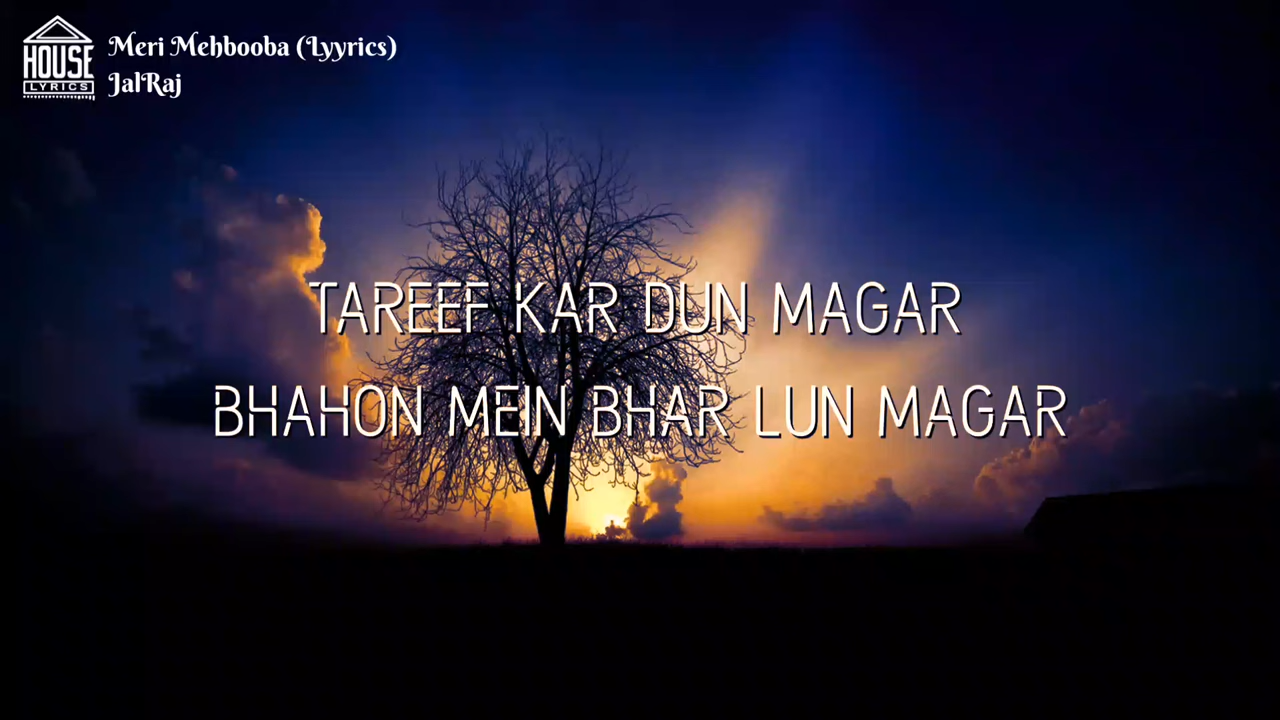 HOUSE
LYRICS
Meri Mehbooba (Lyyrics)
JalRaj
TAREEF KAR DUN MAGAR
BHAHON MEIN BHAR LUN MAGAR